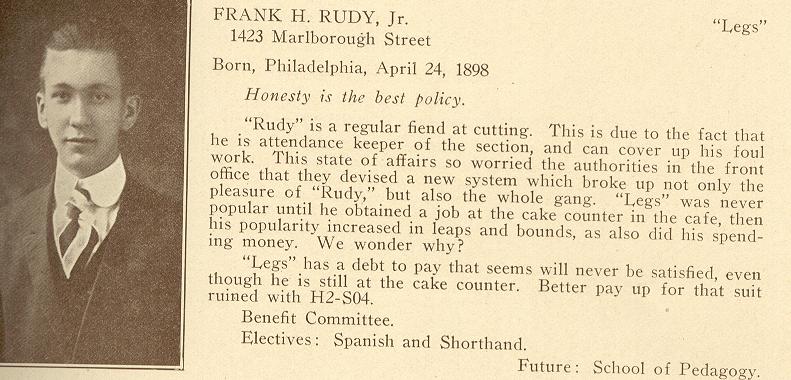 FRANK H. RUDY, Jr. "Legs"
1423 Marlborough Street
Born, Philadelphia, April 24, 1898
Honesty is the best policy.
"Rudy" is a regular fiend at cutting. This is due to the fact that
he is attendance keeper of the section, and can cover up his foul
work. This state of affairs so worried the authorities in the front
office that they devised a new system which broke up not only the
pleasure of "Rudy," but also the whole gang. "Legs" was never
popular until he obtained a job at the cake counter in the cafe, then
his popularity increased in leaps and bounds, as also did his spend-
ing money. We wonder why?
"Legs" has a debt to pay that seems will never be satisfied, even
though he is still at the cake counter. Better pay up for that suit
ruined with H2-S04.
Benefit Committee.
Electives: Spanish and Shorthand.
Future: School of Pedagogy.